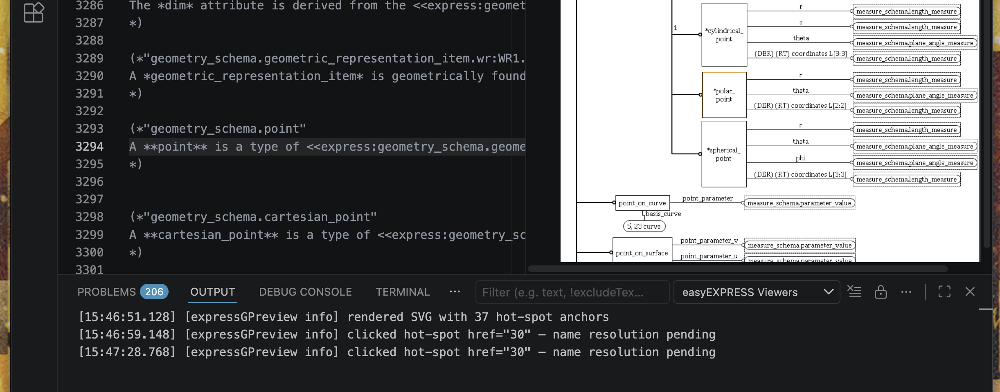 3286 The *dim* attribute is derived from the <<express:geomet
3287 *)
3288
3289 (*"geometry_schema.geometric_representation_item.wr:WR1.
3290 A *geometric_representation_item* is geometrically found
3291 *)
3292
3293 (*"geometry_schema.point"
3294 A **point** is a type of <<express:geometry_schema.geome
3295 *)
3296
3297
3298 (*"geometry_schema.cartesian_point"
3299 A **cartesian_point** is a type of <<express:geometry_sc
3300 *)
3301
1
*cylindrical_
point
r
measure_schema.length_measure
z
measure_schema.length_measure
theta
measure_schema.plane_angle_measure
(DER) (RT) coordinates L[3:3]
measure_schema.length_measure
*polar_
point
r
measure_schema.length_measure
theta
measure_schema.plane_angle_measure
(DER) (RT) coordinates L[2:2]
measure_schema.length_measure
*spherical_
point
r
measure_schema.length_measure
theta
measure_schema.plane_angle_measure
phi
measure_schema.plane_angle_measure
(DER) (RT) coordinates L[3:3]
measure_schema.length_measure
point_on_curve
point_parameter
measure_schema.parameter_value
basis_curve
5, 23 curve
point_on_surface
point_parameter_v
measure_schema.parameter_value
point_parameter_u
measure_schema.parameter_value
PROBLEMS 206 OUTPUT DEBUG CONSOLE TERMINAL ··· Filter (e.g. text, !excludeTex... easyEXPRESS Viewers ···
[15:46:51.128] [expressGPreview info] rendered SVG with 37 hot-spot anchors
[15:46:59.148] [expressGPreview info] clicked hot-spot href="30" — name resolution pending
[15:47:28.768] [expressGPreview info] clicked hot-spot href="30" — name resolution pending